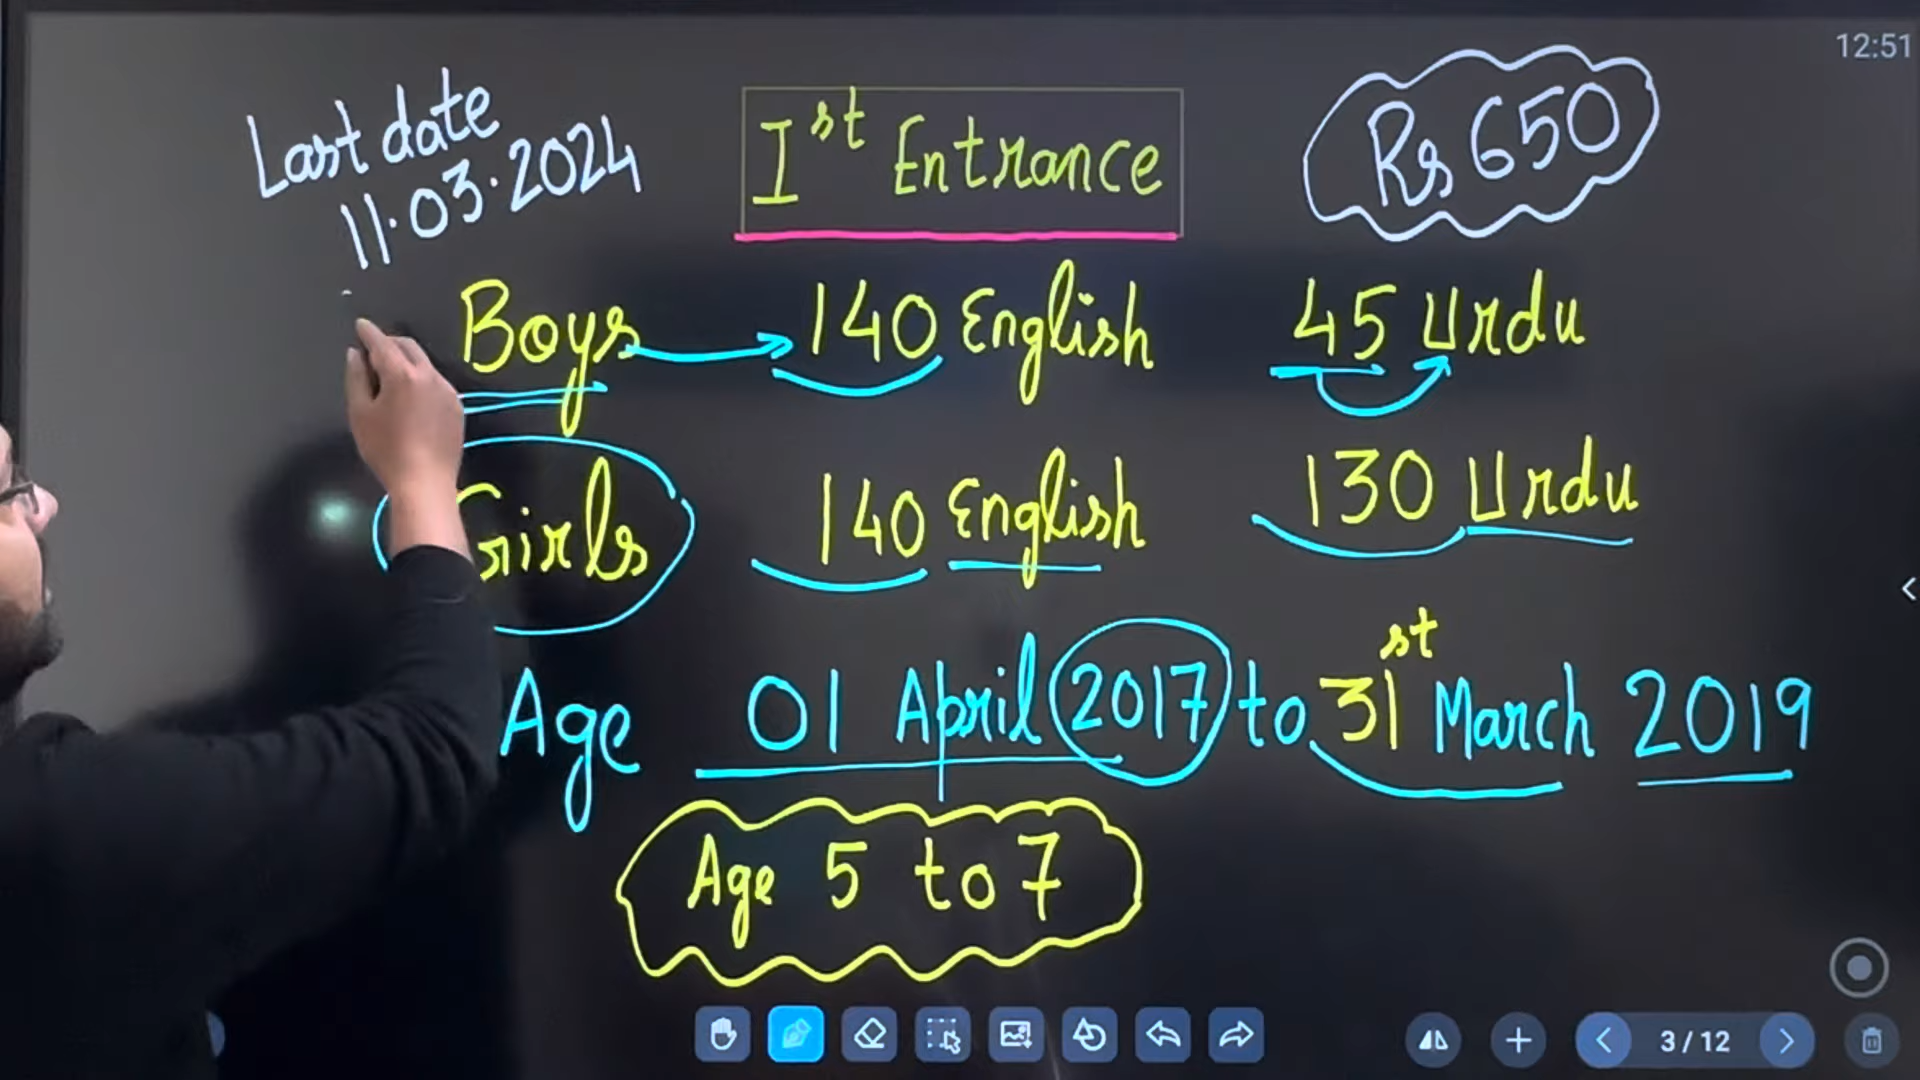 12:51
Last date
11.03.2024
Ist Entrance
Rs 650
Boys 140 English 45 Urdu
Girls 140 English 130 Urdu
Age 01 April 2017 to 31st March 2019
Age 5 to 7
3 / 12